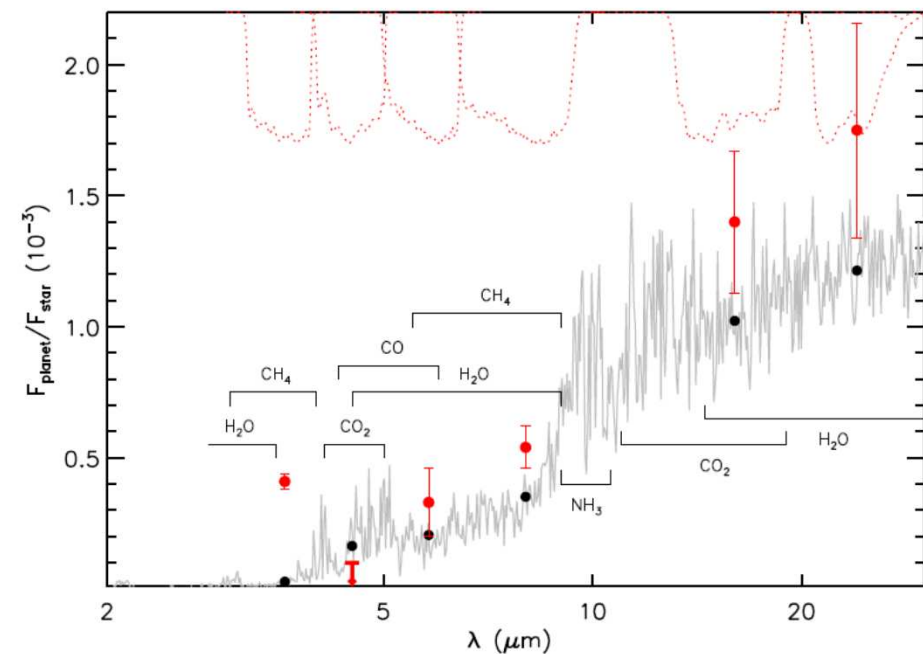 2.0
1.5
1.0
0.5
F_planet/F_star (10⁻³)
CH₄
CO
CH₄
H₂O
H₂O
CO₂
H₂O
NH₃
CO₂
2
5
10
20
λ (μm)